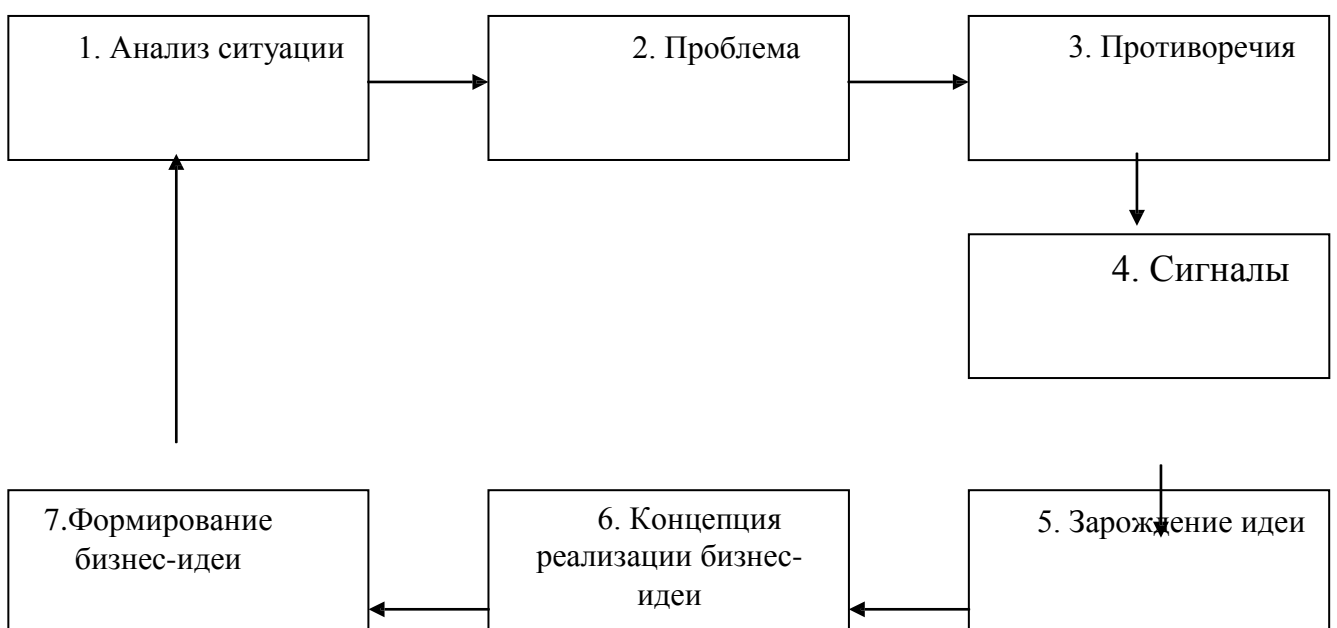 1. Анализ ситуации
2. Проблема
3. Противоречия
4. Сигналы
5. Зарождение идеи
6. Концепция
реализации бизнес-
идеи
7.Формирование
бизнес-идеи